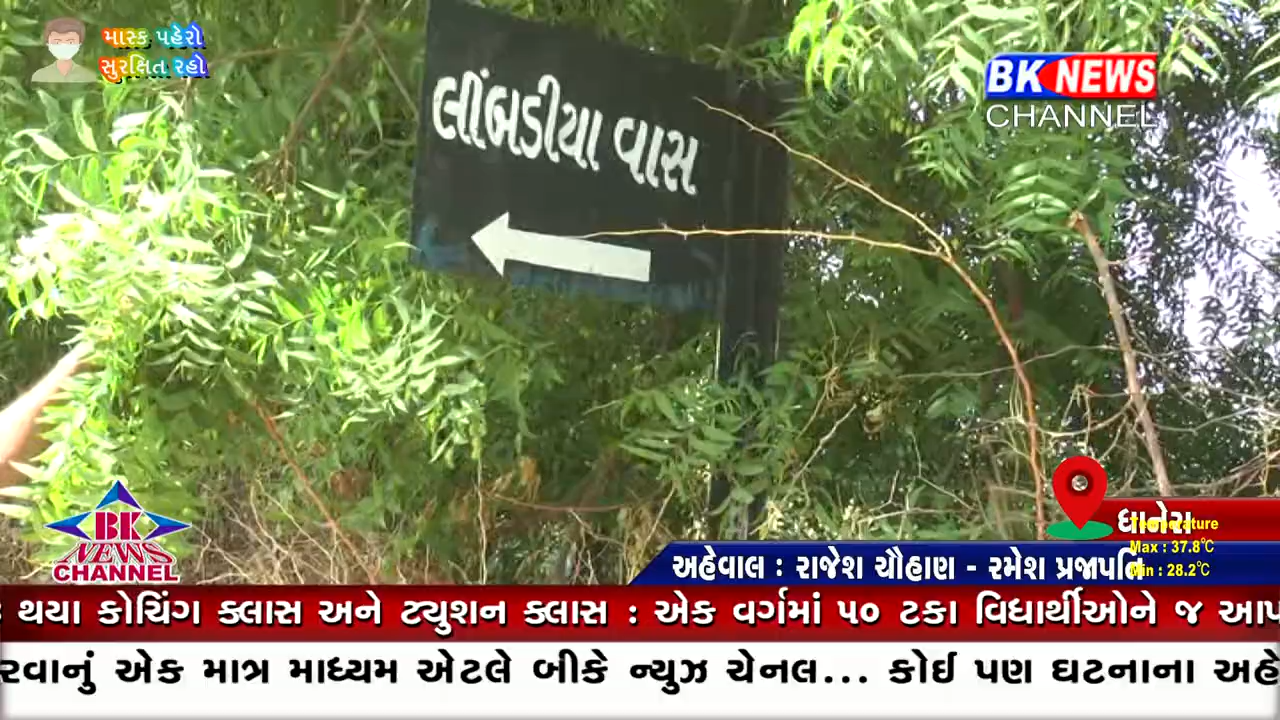 માસ્ક પહેરો
સુરક્ષિત રહો
BK NEWS
CHANNEL
લીંબડીયા વાસ
BK
NEWS
CHANNEL
ધાનેરા
Temperature
Max : 37.8℃
Min : 28.2℃
અહેવાલ : રાજેશ ચૌહાણ - રમેશ પ્રજાપતિ
થયા કોચિંગ ક્લાસ અને ટ્યુશન ક્લાસ : એક વર્ગમાં ૫૦ ટકા વિદ્યાર્થીઓને જ આપ
રવાનું એક માત્ર માધ્યમ એટલે બીકે ન્યુઝ ચેનલ... કોઈ પણ ઘટનાના અહે